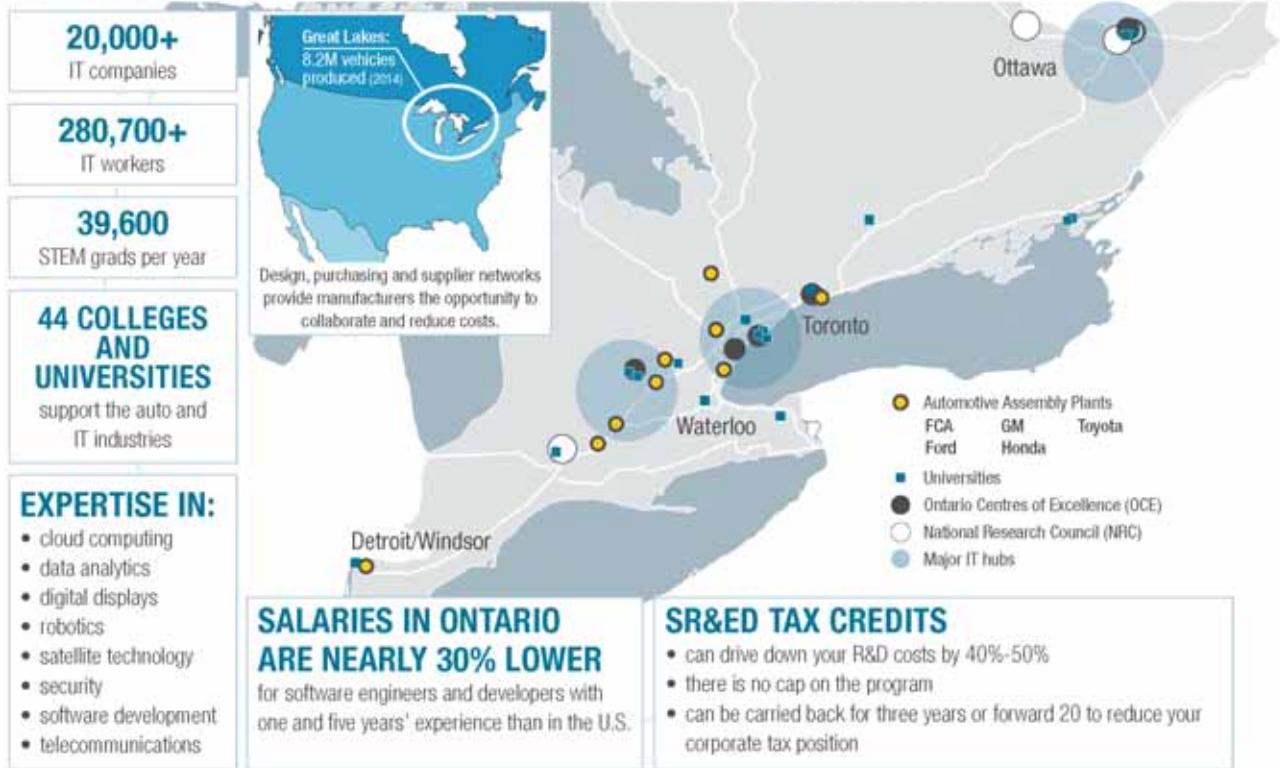 20,000+
IT companies
280,700+
IT workers
39,600
STEM grads per year
44 COLLEGES
AND
UNIVERSITIES
support the auto and
IT industries
EXPERTISE IN:
• cloud computing
• data analytics
• digital displays
• robotics
• satellite technology
• security
• software development
• telecommunications
Great Lakes:
8.2M vehicles
produced (2014)
Design, purchasing and supplier networks
provide manufacturers the opportunity to
collaborate and reduce costs.
Ottawa
Toronto
Waterloo
Detroit/Windsor
Automotive Assembly Plants
FCA GM Toyota
Ford Honda
Universities
Ontario Centres of Excellence (OCE)
National Research Council (NRC)
Major IT hubs
SALARIES IN ONTARIO
ARE NEARLY 30% LOWER
for software engineers and developers with
one and five years' experience than in the U.S.
SR&ED TAX CREDITS
• can drive down your R&D costs by 40%-50%
• there is no cap on the program
• can be carried back for three years or forward 20 to reduce your
corporate tax position